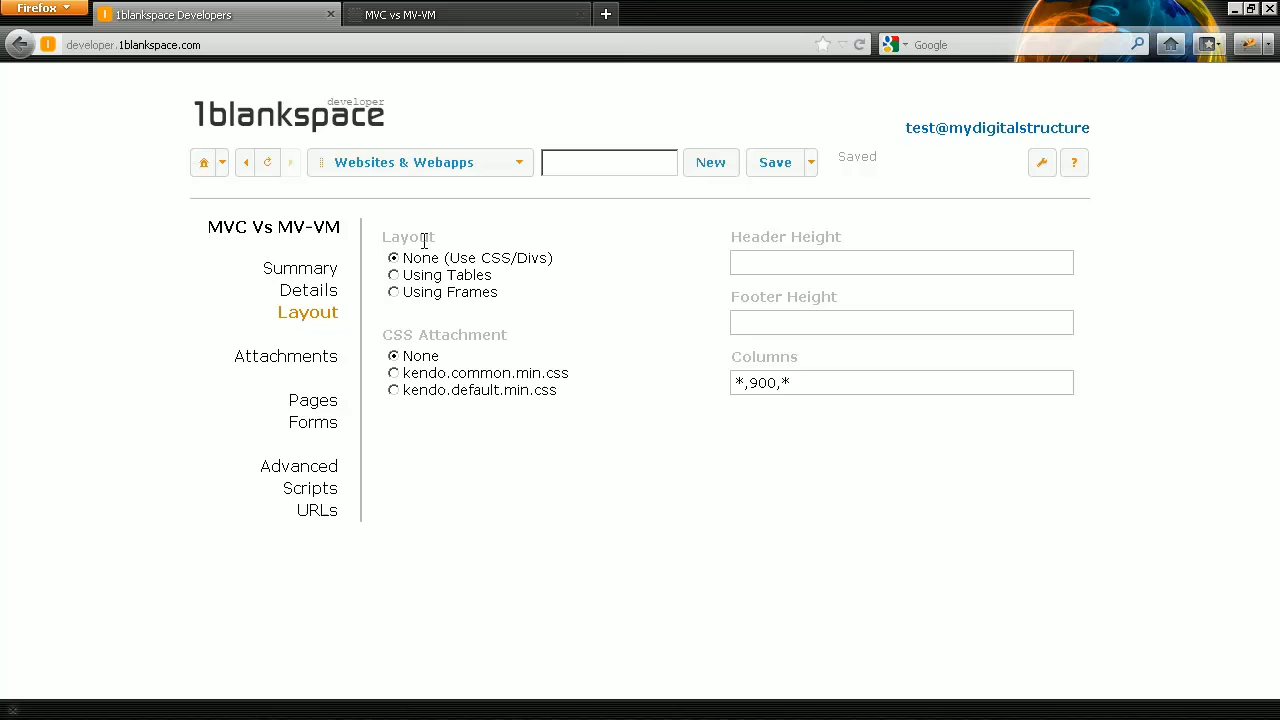 Firefox
1blankspace Developers
MVC vs MV-VM
developer.1blankspace.com
Google
developer
1blankspace
test@mydigitalstructure
Websites & Webapps
New
Save
Saved
?
MVC Vs MV-VM
Summary
Details
Layout
Attachments
Pages
Forms
Advanced
Scripts
URLs
Layout
None (Use CSS/Divs)
Using Tables
Using Frames
CSS Attachment
None
kendo.common.min.css
kendo.default.min.css
Header Height
Footer Height
Columns
*,900,*